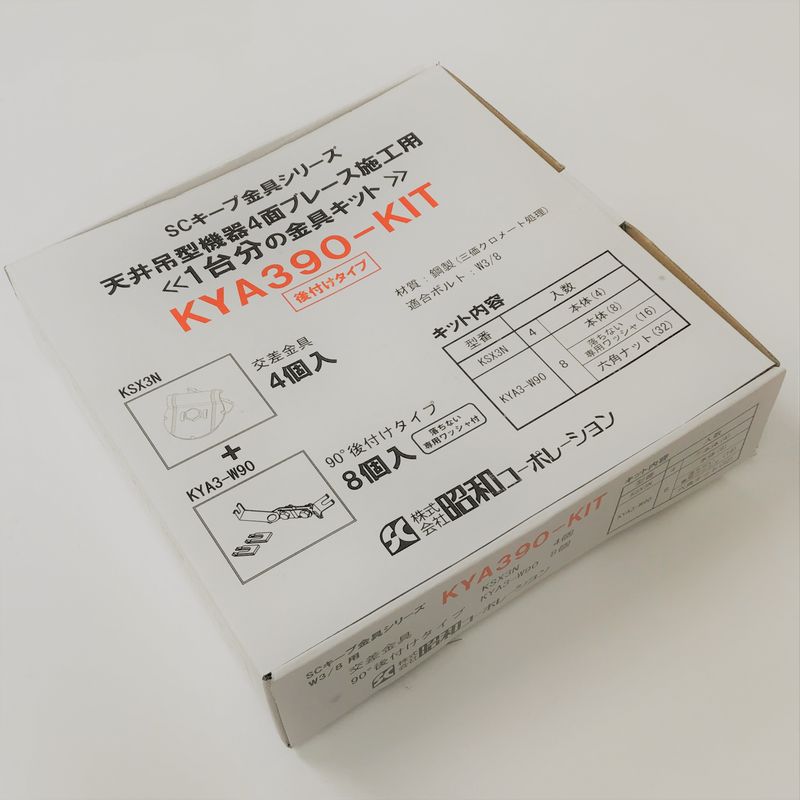 SCキープ金具シリーズ
天井吊型機器4面ブレース施工用
≪1台分の金具キット≫
KYA390-KIT
後付けタイプ
材質：鋼製(三価クロメート処理)
適合ボルト：W3/8
キット内容
型番 入数
KSX3N 4 本体(4)
KYA3-W90 8 本体(8)
落ちない
専用ワッシャ(16)
六角ナット(32)
KSX3N
交差金具
4個入
+
KYA3-W90
90°後付けタイプ
8個入
落ちない
専用ワッシャ付
株式会社 昭和コーポレーション
SCキープ金具シリーズ
W3/8用
KYA390-KIT
交差金具 KSX3N 4個
90°後付けタイプ KYA3-W90 8個
株式会社 昭和コーポレーション
キット内容
入数
KYA3-W90 8